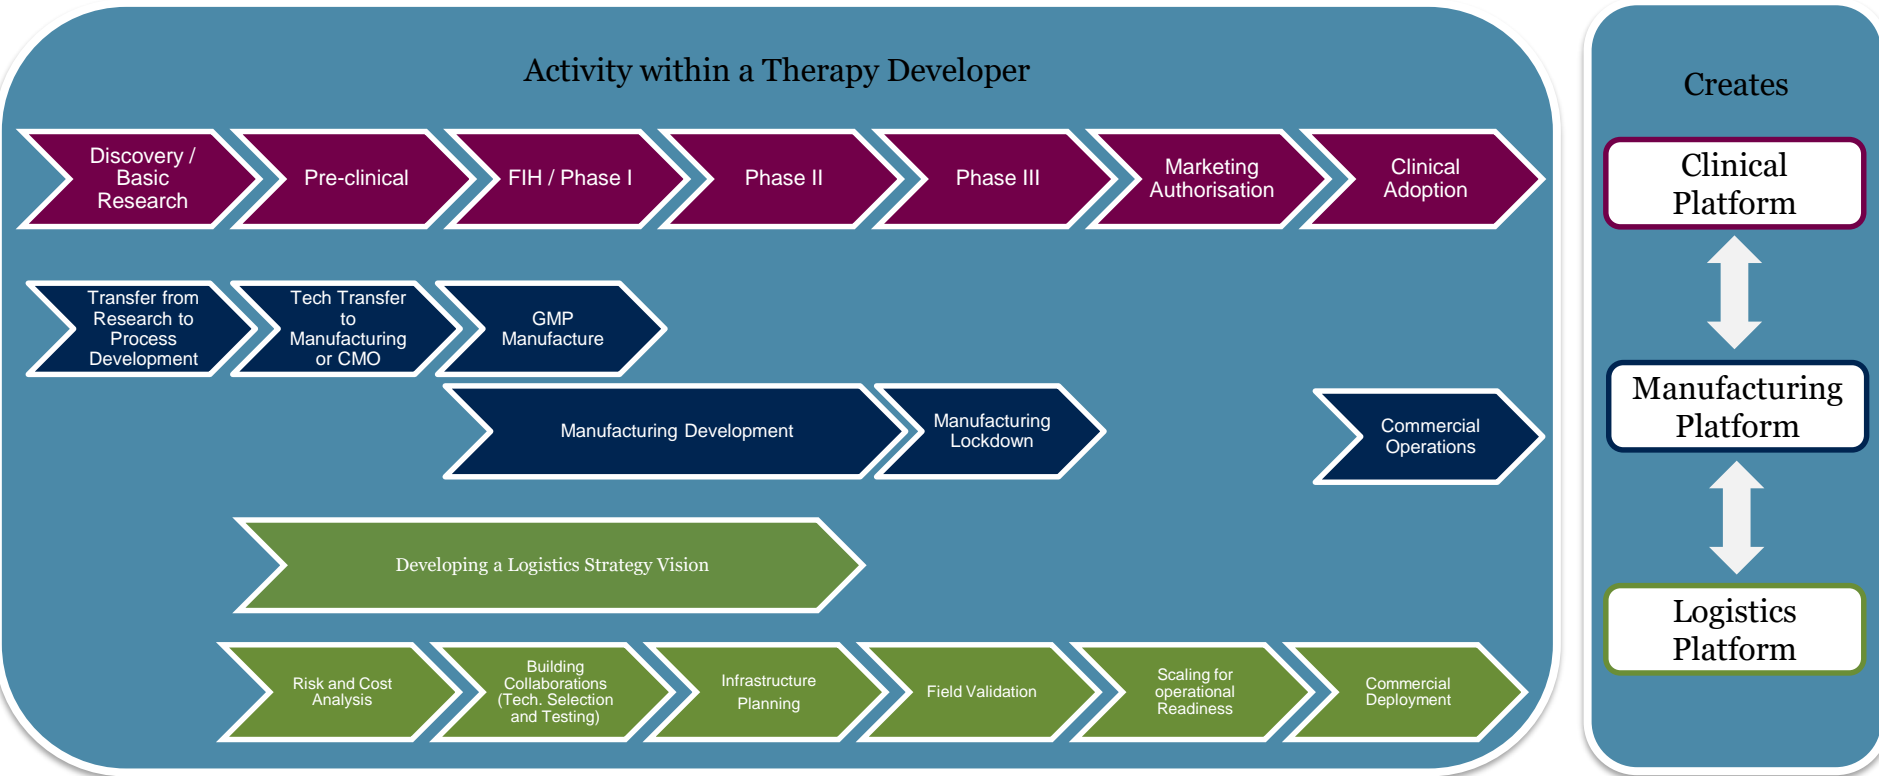 Activity within a Therapy Developer
Discovery /
Basic
Research
Pre-clinical
FIH / Phase I
Phase II
Phase III
Marketing
Authorisation
Clinical
Adoption
Transfer from
Research to
Process
Development
Tech Transfer
to
Manufacturing
or CMO
GMP
Manufacture
Manufacturing Development
Manufacturing
Lockdown
Commercial
Operations
Developing a Logistics Strategy Vision
Risk and Cost
Analysis
Building
Collaborations
(Tech. Selection
and Testing)
Infrastructure
Planning
Field Validation
Scaling for
operational
Readiness
Commercial
Deployment
Creates
Clinical
Platform
Manufacturing
Platform
Logistics
Platform